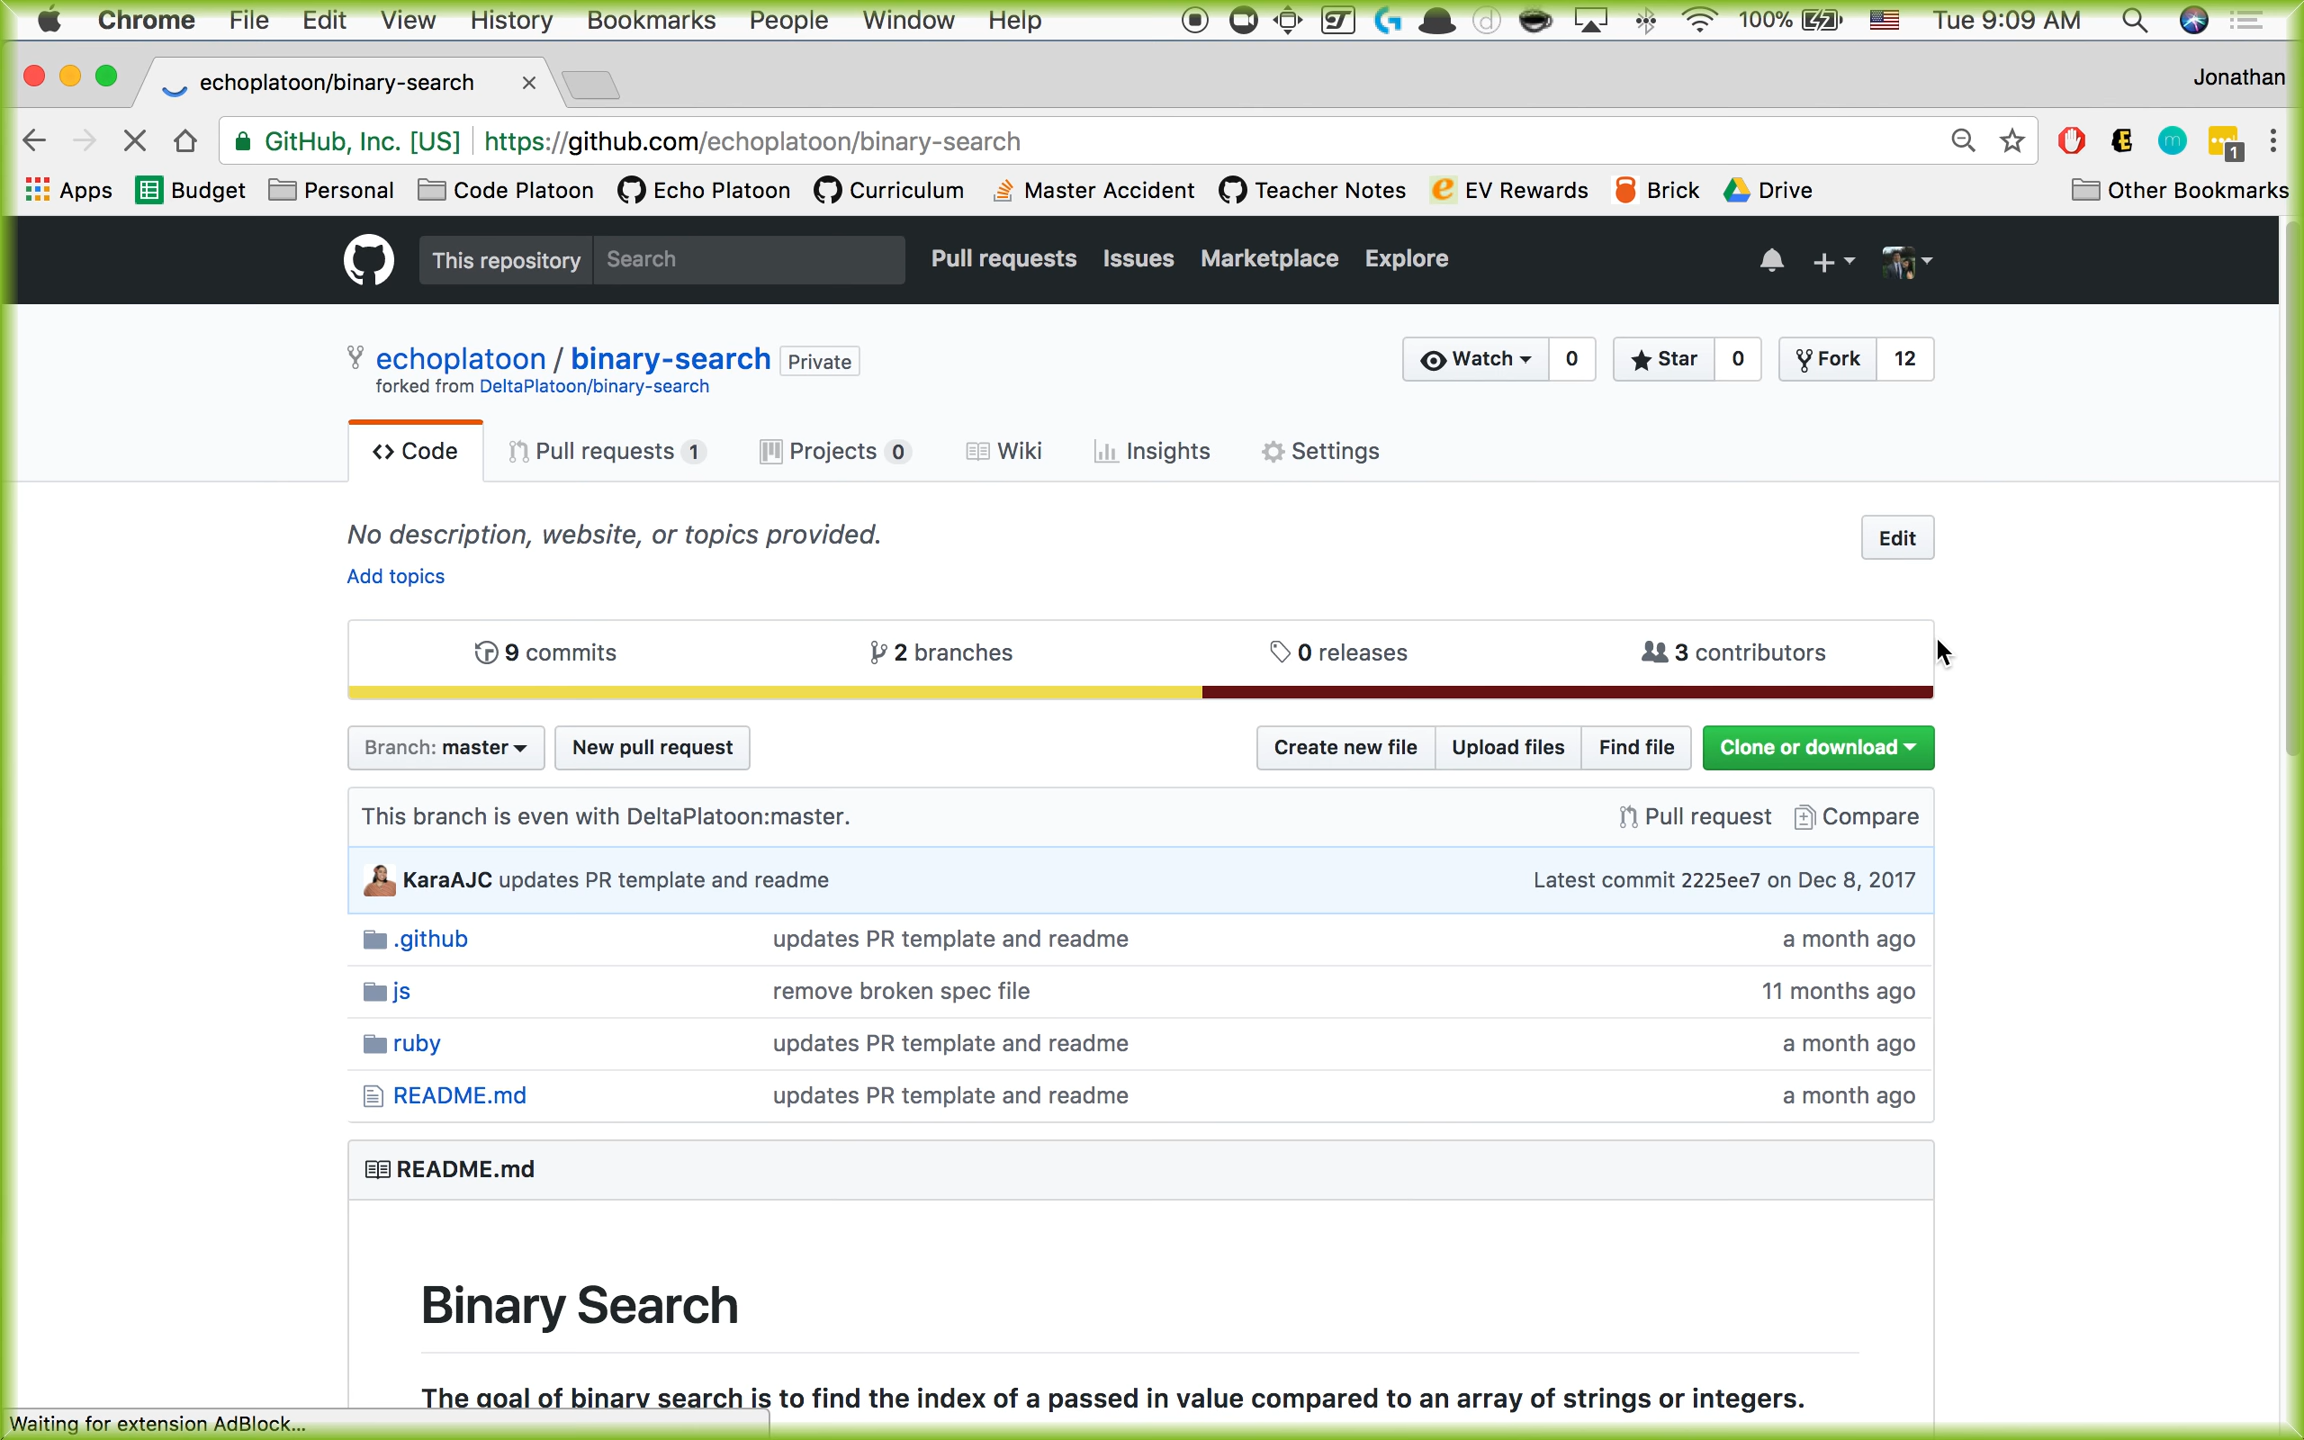 Chrome File Edit View History Bookmarks People Window Help 100% Tue 9:09 AM
echoplatoon/binary-search Jonathan
GitHub, Inc. [US] https://github.com/echoplatoon/binary-search 1
Apps Budget Personal Code Platoon Echo Platoon Curriculum Master Accident Teacher Notes EV Rewards Brick Drive Other Bookmarks
This repository Search Pull requests Issues Marketplace Explore
echoplatoon / binary-search Private Watch 0 Star 0 Fork 12
forked from DeltaPlatoon/binary-search
Code Pull requests 1 Projects 0 Wiki Insights Settings
No description, website, or topics provided. Edit
Add topics
9 commits 2 branches 0 releases 3 contributors
Branch: master New pull request Create new file Upload files Find file Clone or download
This branch is even with DeltaPlatoon:master. Pull request Compare
KaraAJC updates PR template and readme Latest commit 2225ee7 on Dec 8, 2017
.github updates PR template and readme a month ago
js remove broken spec file 11 months ago
ruby updates PR template and readme a month ago
README.md updates PR template and readme a month ago
README.md
Binary Search
The goal of binary search is to find the index of a passed in value compared to an array of strings or integers.
Waiting for extension AdBlock...